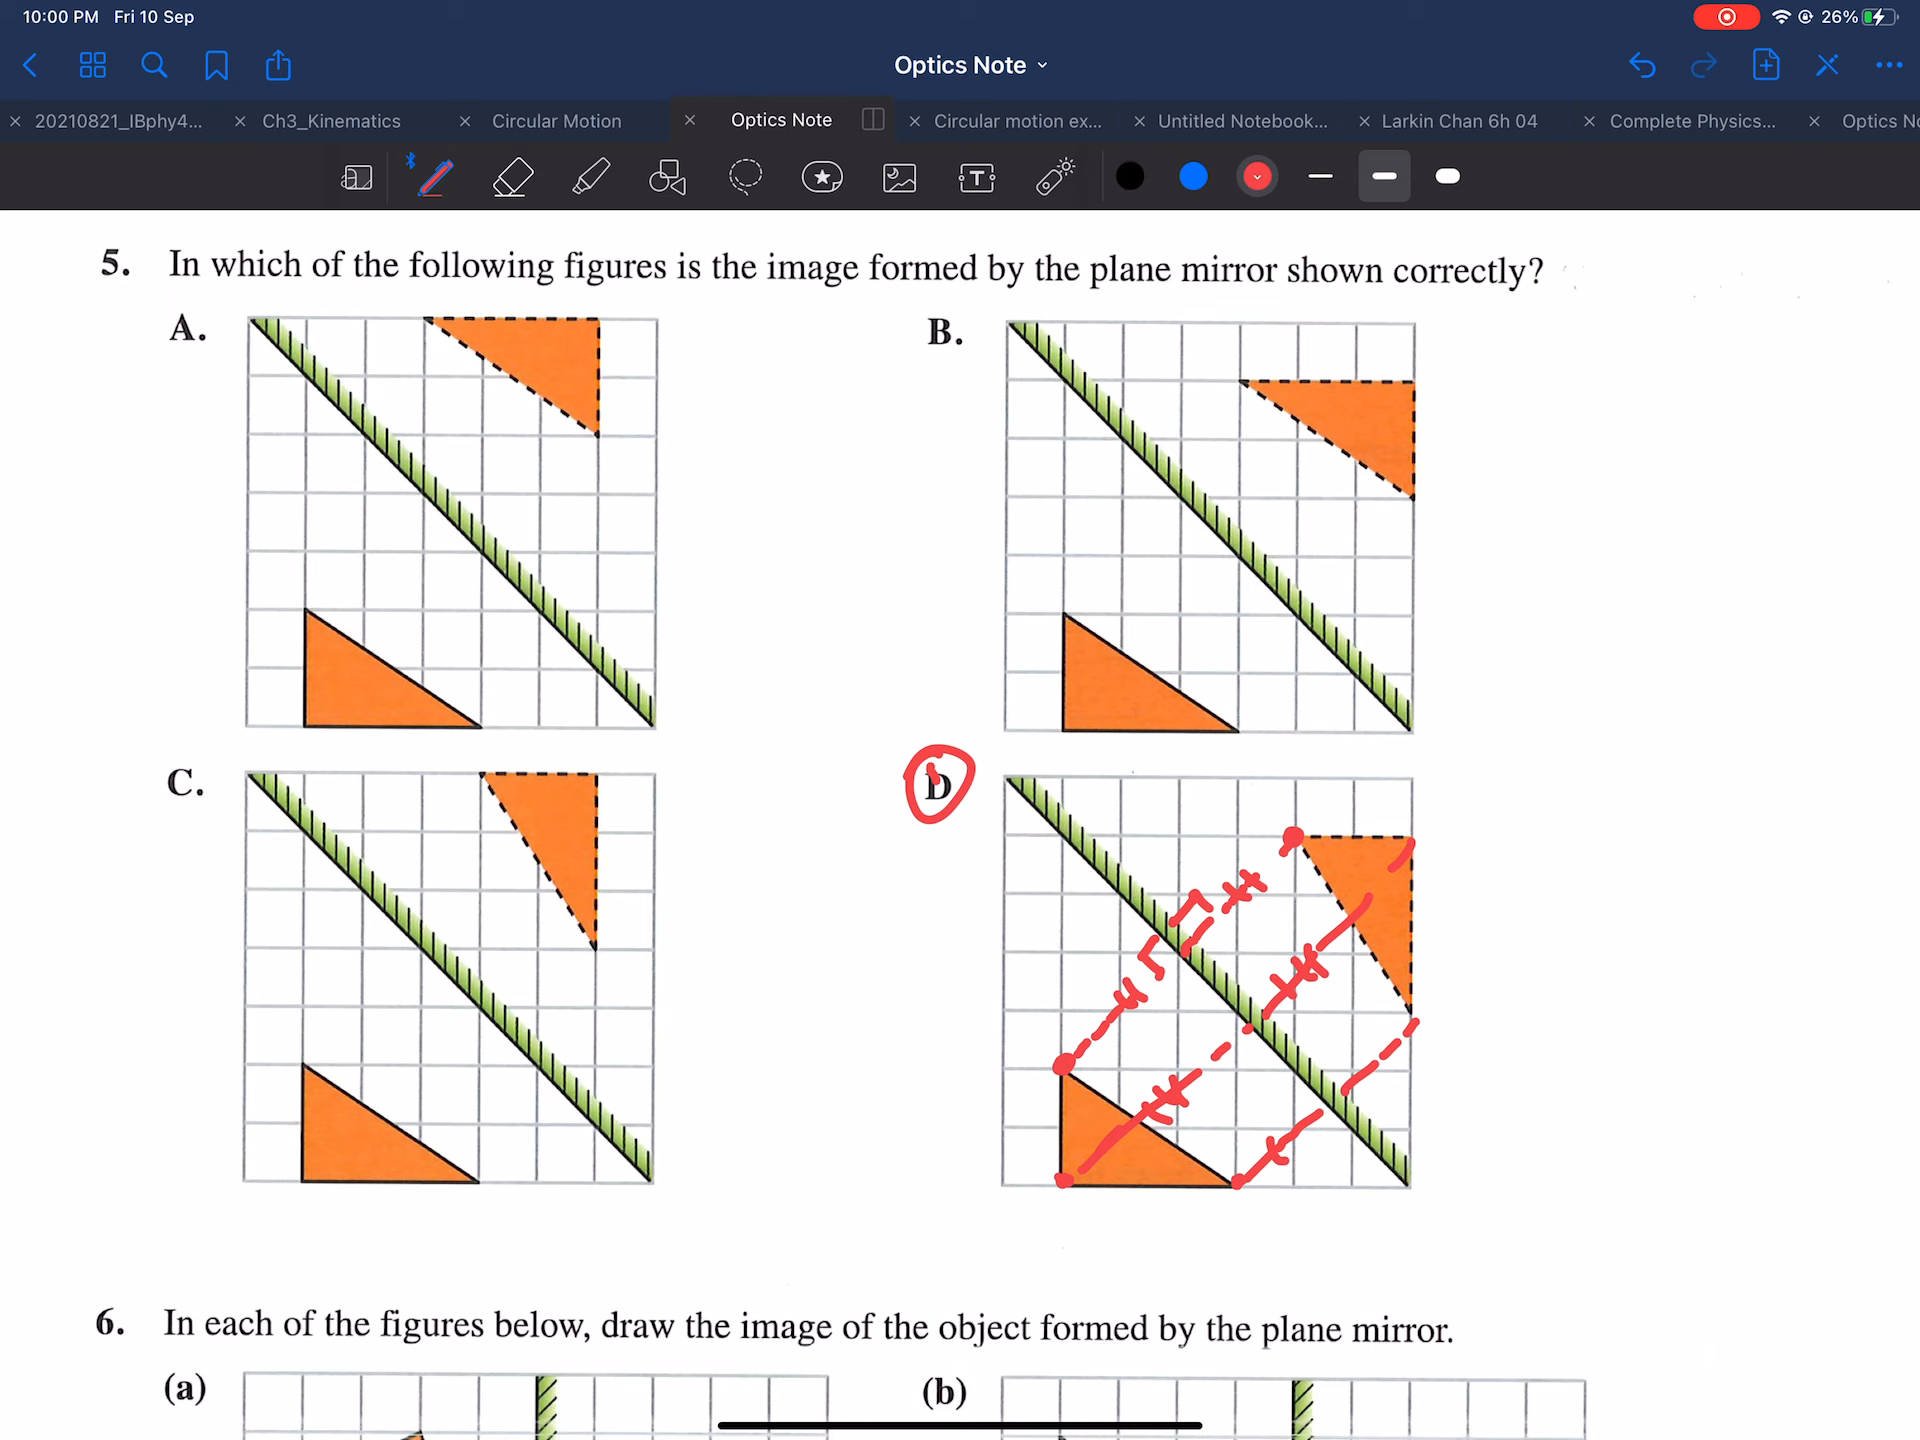 10:00 PM Fri 10 Sep 26%
Optics Note
20210821_IBphy4... Ch3_Kinematics Circular Motion Optics Note Circular motion ex... Untitled Notebook... Larkin Chan 6h 04 Complete Physics... Optics No
5. In which of the following figures is the image formed by the plane mirror shown correctly?
A. B.
C. D
6. In each of the figures below, draw the image of the object formed by the plane mirror.
(a) (b)